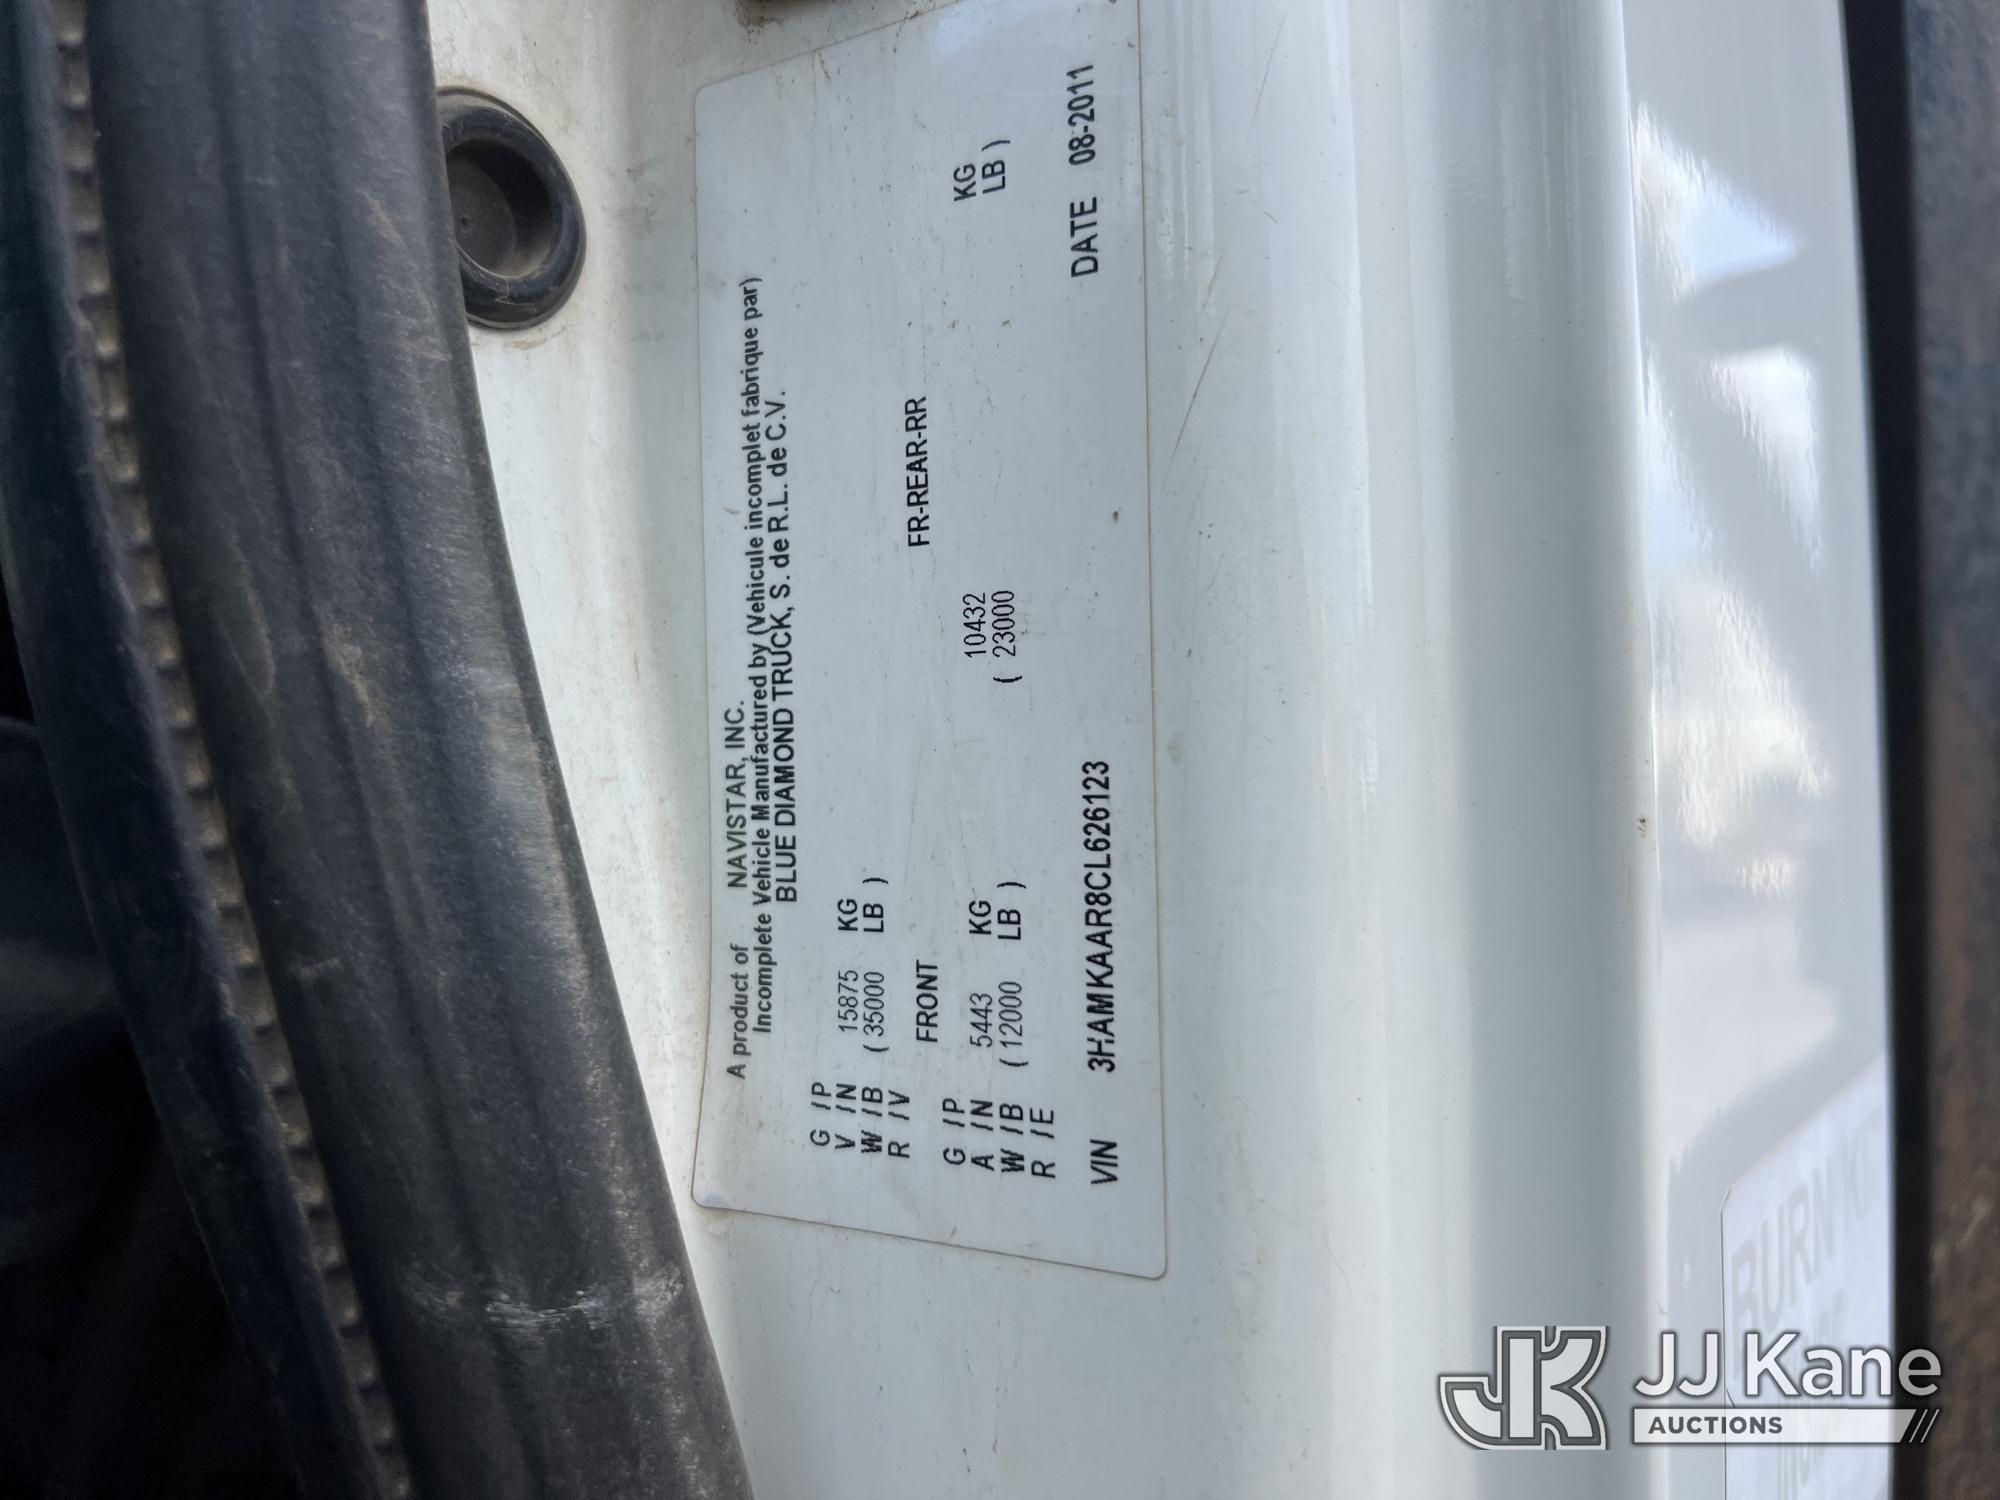 A product of NAVISTAR, INC.
Incomplete Vehicle Manufactured by (Vehicule incomplet fabrique par)
BLUE DIAMOND TRUCK, S. de R.L. de C.V.
G /P
V /N 15875 KG
W /B ( 35000 LB )
R /V
FRONT FR-REAR-RR
G /P
A /N 5443 KG 10432 KG
W /B ( 12000 LB ) ( 23000 LB )
R /E
VIN 3HAMKAAR8CL626123 DATE 08-2011
BURN
JK
JJ Kane
AUCTIONS